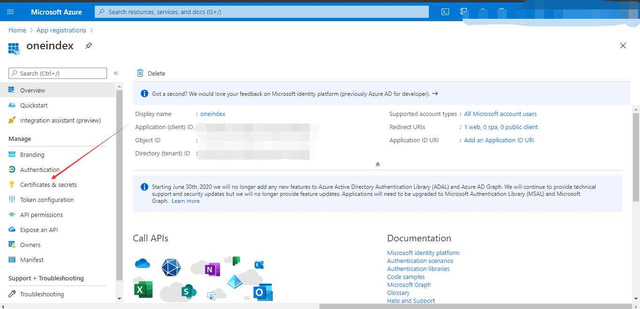 Microsoft Azure
Search resources, services, and docs (G+/)
Home > App registrations >
oneindex
Search (Ctrl+/)
Delete
Overview
Quickstart
Integration assistant (preview)
Manage
Branding
Authentication
Certificates & secrets
Token configuration
API permissions
Expose an API
Owners
Manifest
Support + Troubleshooting
Troubleshooting
Got a second? We would love your feedback on Microsoft identity platform (previously Azure AD for developer). →
Display name : oneindex
Application (client) ID
Object ID
Directory (tenant) ID
Supported account types : All Microsoft account users
Redirect URIs : 1 web, 0 spa, 0 public client
Application ID URI : Add an Application ID URI
Starting June 30th, 2020 we will no longer add any new features to Azure Active Directory Authentication Library (ADAL) and Azure AD Graph. We will continue to provide technical
support and security updates but we will no longer provide feature updates. Applications will need to be upgraded to Microsoft Authentication Library (MSAL) and Microsoft
Graph. Learn more
Call APIs
Documentation
Microsoft identity platform
Authentication scenarios
Authentication libraries
Code samples
Microsoft Graph
Glossary
Help and Support